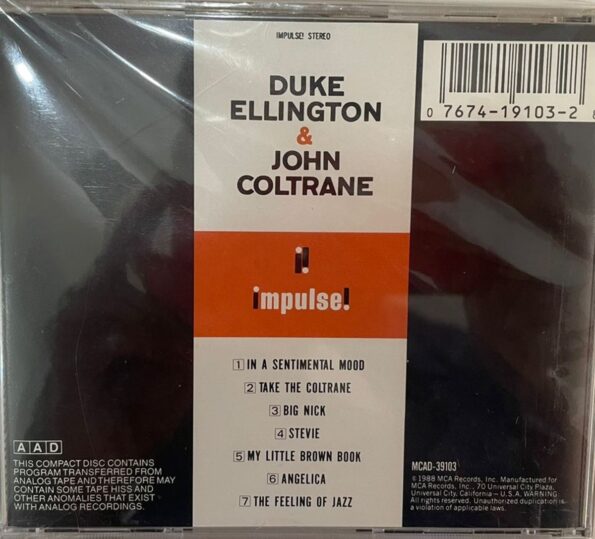 IMPULSE! STEREO
DUKE
ELLINGTON
&
JOHN
COLTRANE
0 7674-19103-2 8
i!
impulse!
1 IN A SENTIMENTAL MOOD
2 TAKE THE COLTRANE
3 BIG NICK
4 STEVIE
5 MY LITTLE BROWN BOOK
6 ANGELICA
7 THE FEELING OF JAZZ
A A D
THIS COMPACT DISC CONTAINS
PROGRAM TRANSFERRED FROM
ANALOG TAPE AND THEREFORE MAY
CONTAIN SOME TAPE HISS AND
OTHER ANOMALIES THAT EXIST
WITH ANALOG RECORDINGS.
MCAD-39103
©1988 MCA Records, Inc. Manufactured for
MCA Records, Inc., 70 Universal City Plaza,
Universal City, California – U.S.A. WARNING:
All rights reserved. Unauthorized duplication is
a violation of applicable laws.